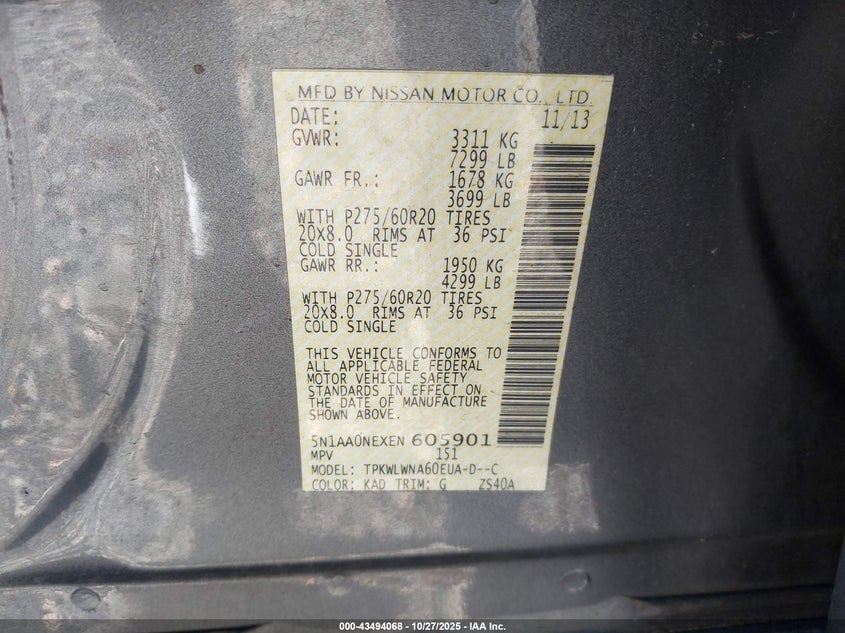 MFD BY NISSAN MOTOR CO., LTD.
DATE: 11/13
GVWR: 3311 KG
7299 LB
GAWR FR.: 1678 KG
3699 LB
WITH P275/60R20 TIRES
20X8.0 RIMS AT 36 PSI
COLD SINGLE
GAWR RR.: 1950 KG
4299 LB
WITH P275/60R20 TIRES
20X8.0 RIMS AT 36 PSI
COLD SINGLE
THIS VEHICLE CONFORMS TO
ALL APPLICABLE FEDERAL
MOTOR VEHICLE SAFETY
STANDARDS IN EFFECT ON
THE DATE OF MANUFACTURE
SHOWN ABOVE.
5N1AA0NEXEN 605901
MPV 151
MODEL: TPKWLWNA60EUA-D--C
COLOR: KAD TRIM: G ZS40A
000-43494068 - 10/27/2025 - IAA Inc.